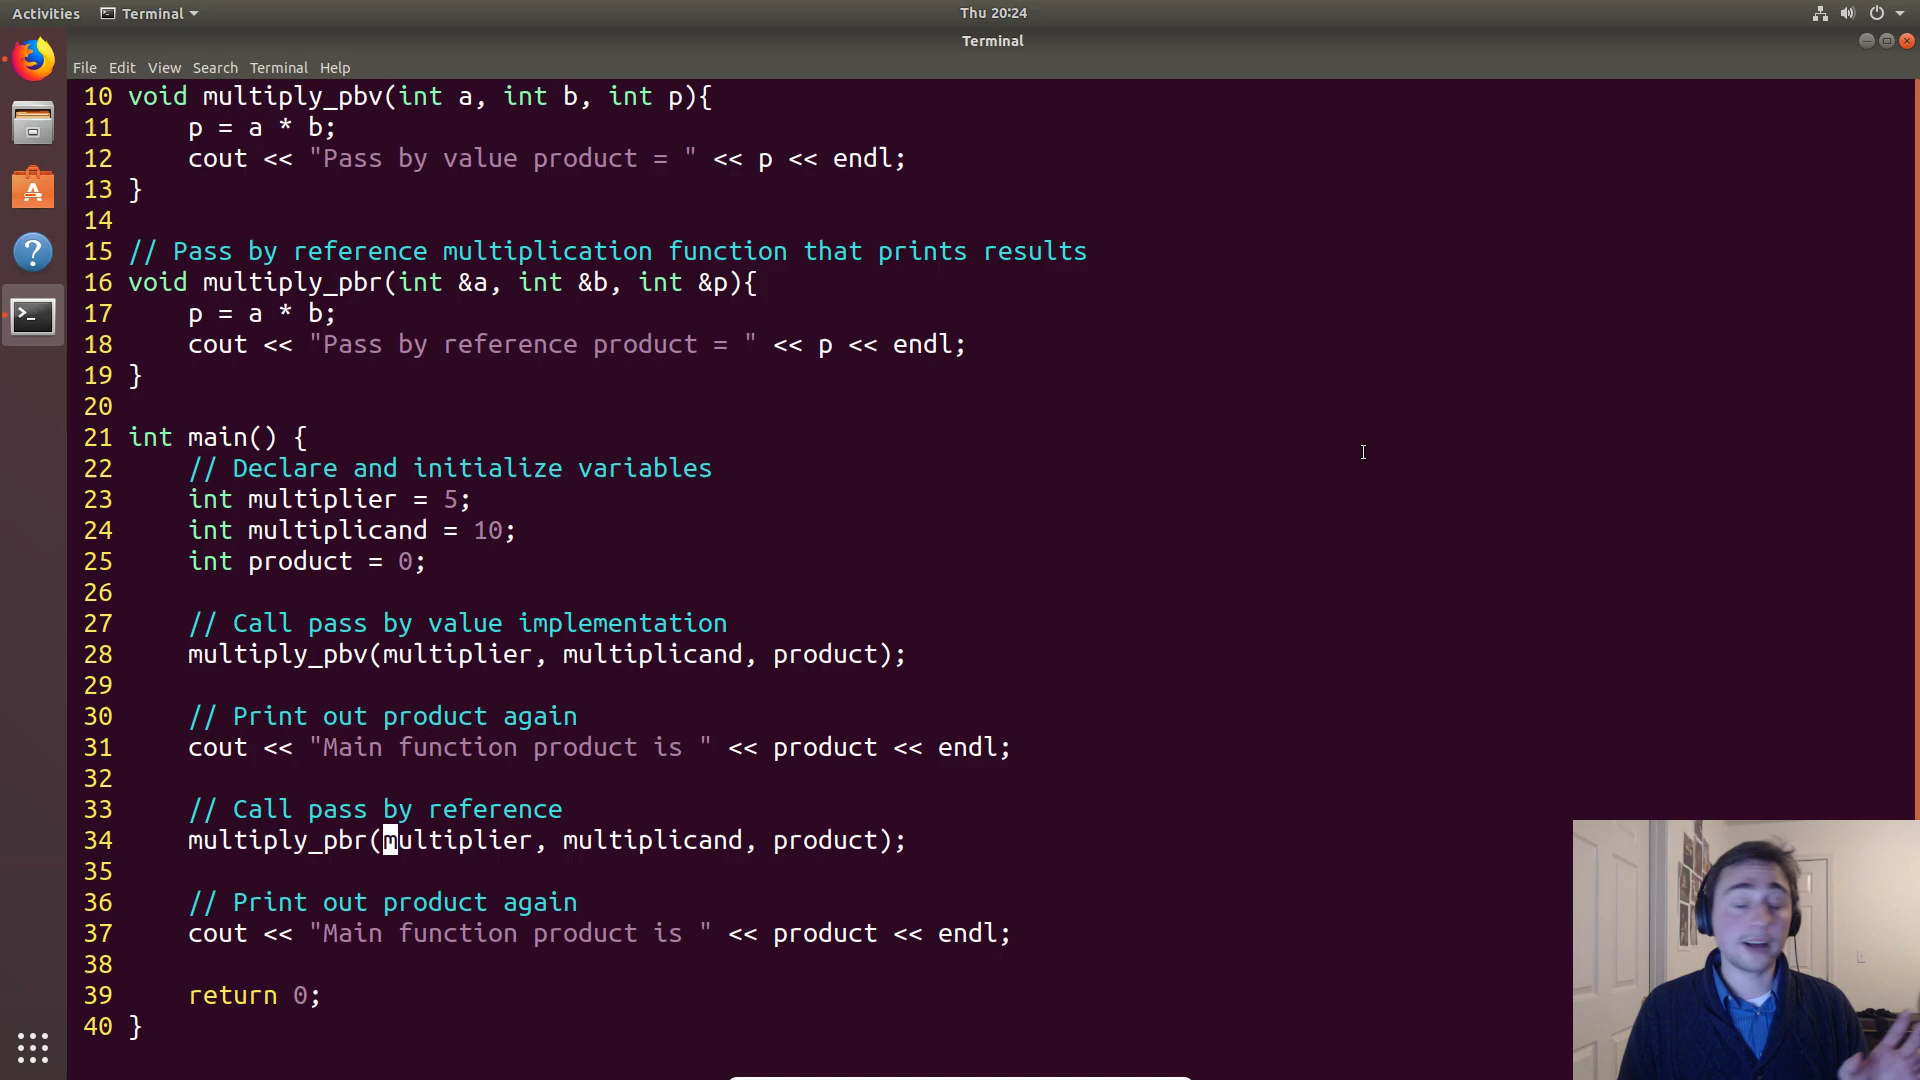 Activities Terminal Thu 20:24
Terminal
File Edit View Search Terminal Help
10 void multiply_pbv(int a, int b, int p){
11     p = a * b;
12     cout << "Pass by value product = " << p << endl;
13 }
14
15 // Pass by reference multiplication function that prints results
16 void multiply_pbr(int &a, int &b, int &p){
17     p = a * b;
18     cout << "Pass by reference product = " << p << endl;
19 }
20
21 int main() {
22     // Declare and initialize variables
23     int multiplier = 5;
24     int multiplicand = 10;
25     int product = 0;
26
27     // Call pass by value implementation
28     multiply_pbv(multiplier, multiplicand, product);
29
30     // Print out product again
31     cout << "Main function product is " << product << endl;
32
33     // Call pass by reference
34     multiply_pbr(multiplier, multiplicand, product);
35
36     // Print out product again
37     cout << "Main function product is " << product << endl;
38
39     return 0;
40 }